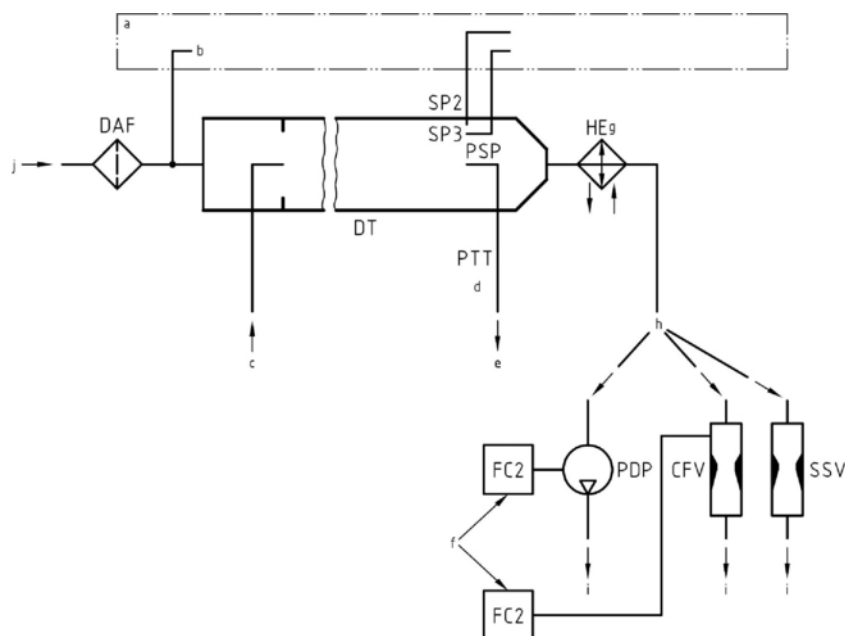 a
b
SP2
DAF
SP3
HEg
j
PSP
DT
PTT
d
h
c
e
FC2
PDP
CFV
SSV
f
i
i
i
FC2